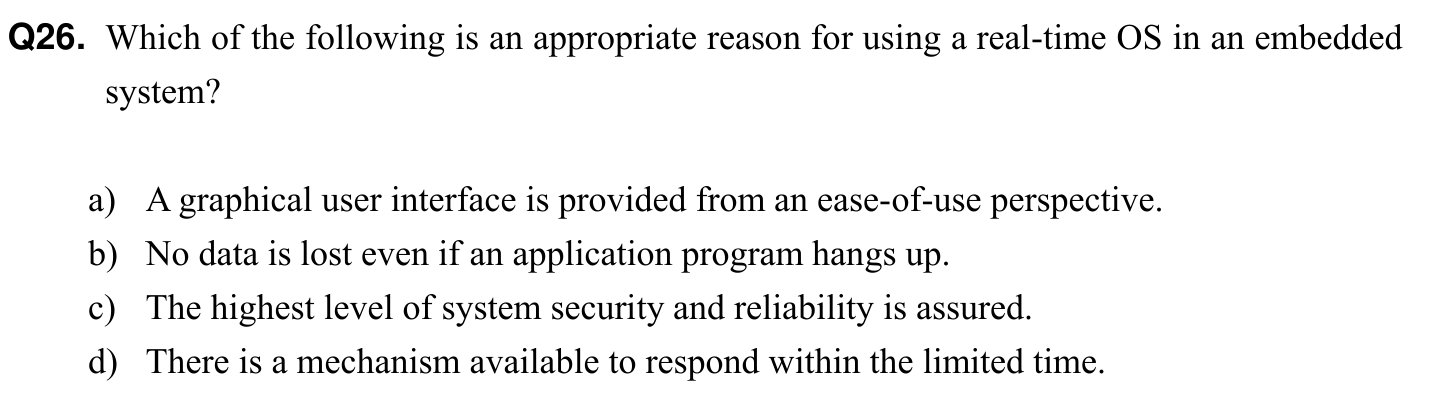 Q26. Which of the following is an appropriate reason for using a real-time OS in an embedded
system?
a) A graphical user interface is provided from an ease-of-use perspective.
b) No data is lost even if an application program hangs up.
c) The highest level of system security and reliability is assured.
d) There is a mechanism available to respond within the limited time.